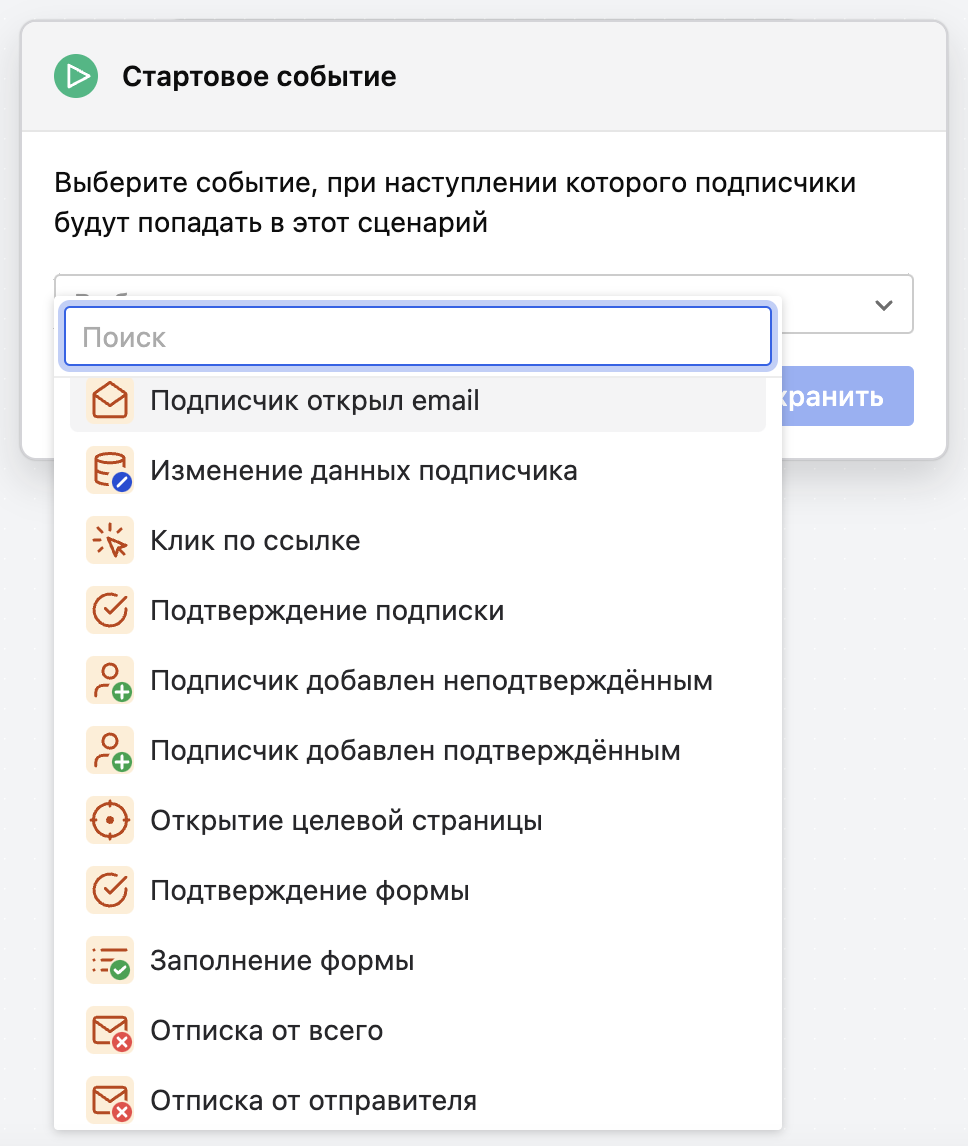 Стартовое событие
Выберите событие, при наступлении которого подписчики
будут попадать в этот сценарий
Поиск
хранить
Подписчик открыл email
Изменение данных подписчика
Клик по ссылке
Подтверждение подписки
Подписчик добавлен неподтверждённым
Подписчик добавлен подтверждённым
Открытие целевой страницы
Подтверждение формы
Заполнение формы
Отписка от всего
Отписка от отправителя